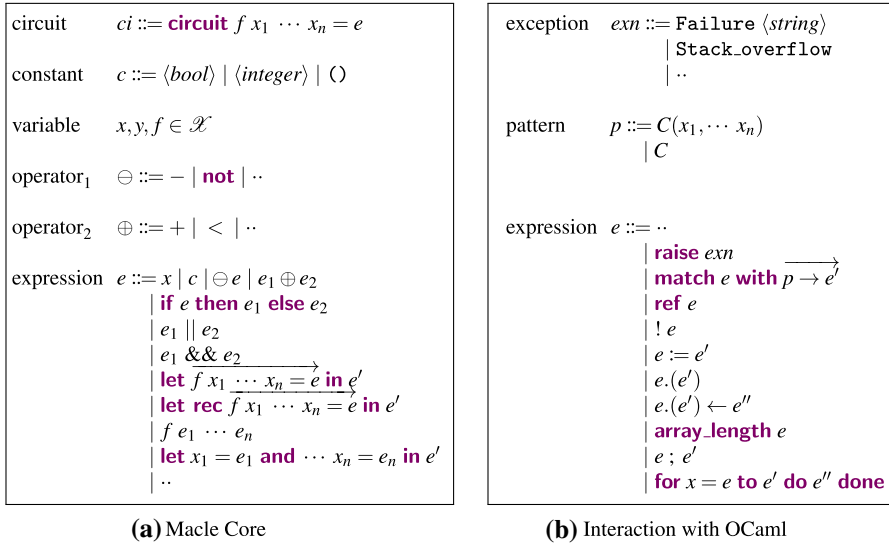 circuit ci ::= circuit f x₁ ⋯ xₙ = e
constant c ::= ⟨bool⟩ | ⟨integer⟩ | ()
variable x, y, f ∈ 𝒳
operator₁ ⊖ ::= − | not | ··
operator₂ ⊕ ::= + | < | ··
expression e ::= x | c | ⊖ e | e₁ ⊕ e₂
| if e then e₁ else e₂
| e₁ || e₂
| e₁ && e₂
| let f x₁ ⋯ xₙ = e in e′
| let rec f x₁ ⋯ xₙ = e in e′
| f e₁ ⋯ eₙ
| let x₁ = e₁ and ⋯ xₙ = eₙ in e′
| ··
(a) Macle Core
exception exn ::= Failure ⟨string⟩
| Stack_overflow
| ··
pattern p ::= C(x₁, ⋯ xₙ)
| C
expression e ::= ··
| raise exn
| match e with p → e′
| ref e
| ! e
| e := e′
| e.(e′)
| e.(e′) ← e″
| array_length e
| e ; e′
| for x = e to e′ do e″ done
(b) Interaction with OCaml